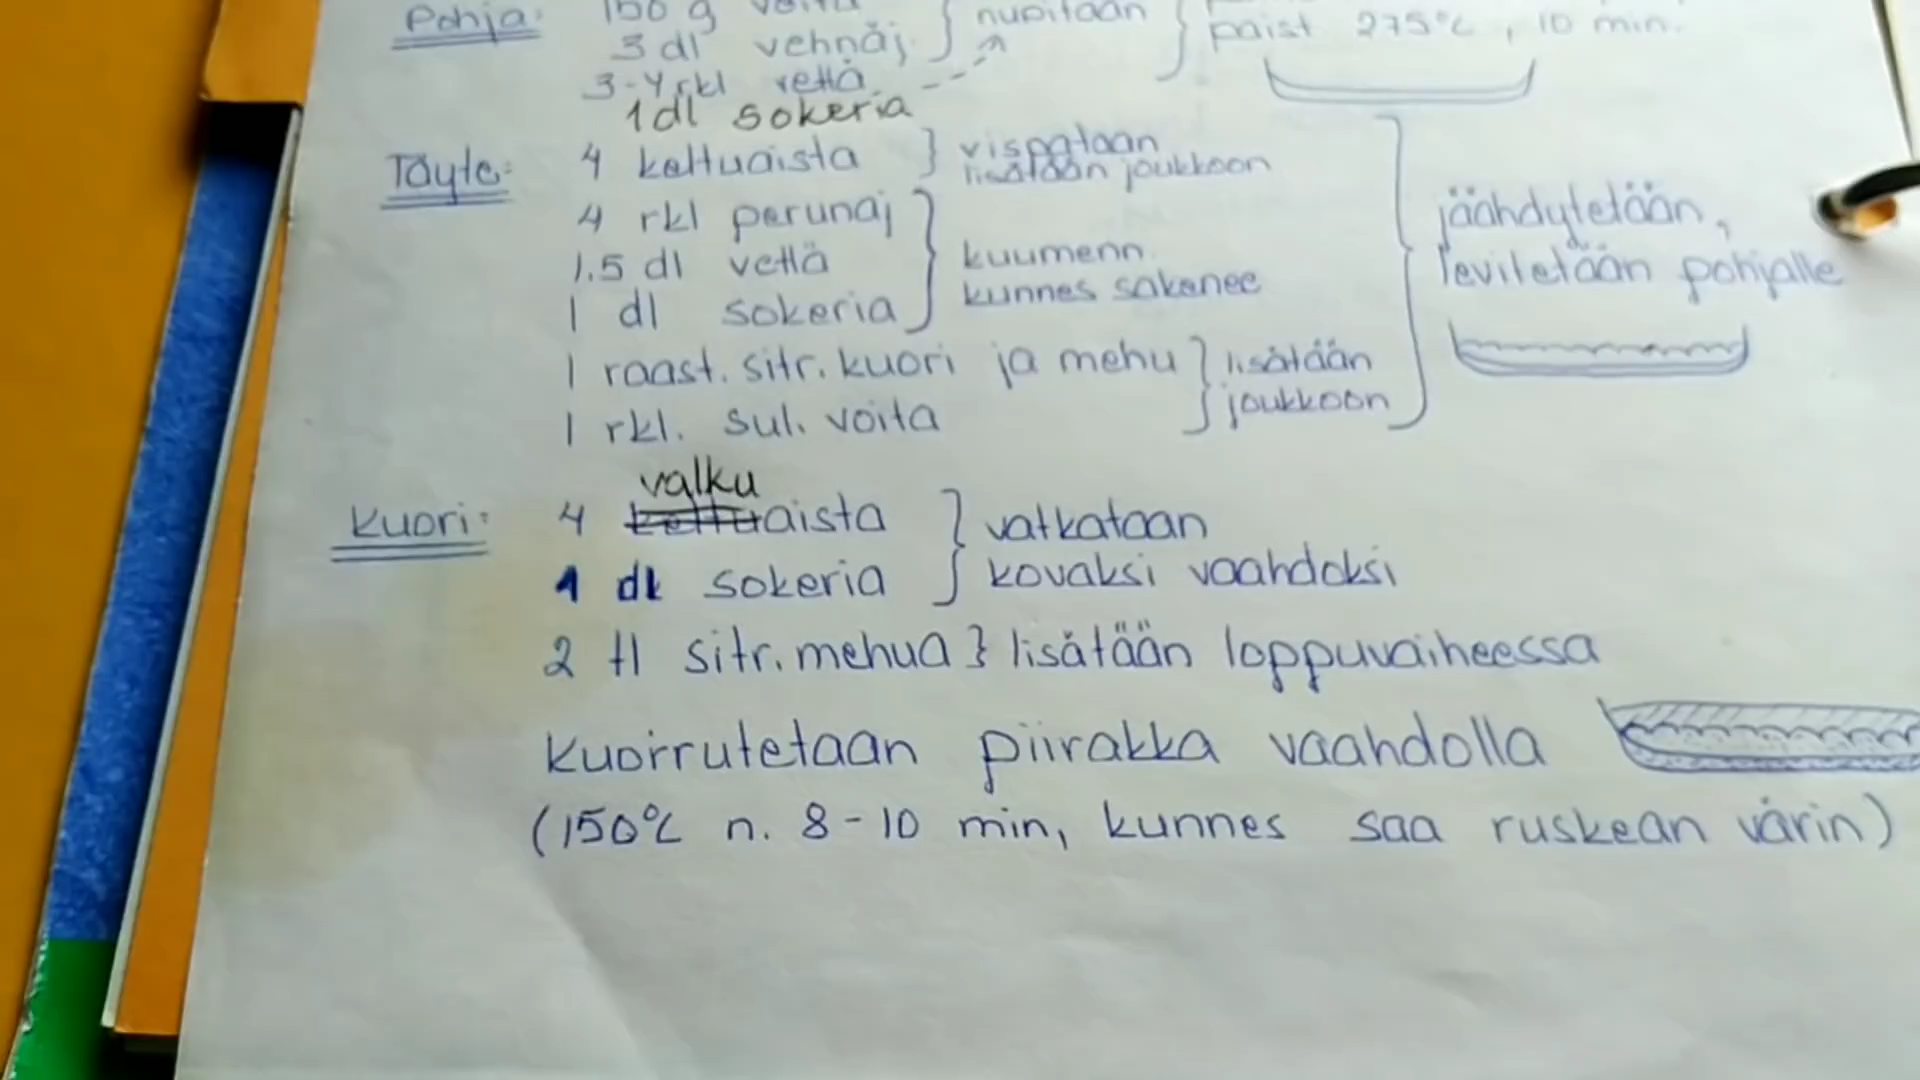 Pohja: 150 g voita } nupitaan
3 dl vehnäj. } paist 275°C, 10 min.
3-4 rkl vettä
1 dl sokeria
Täyte: 4 keltuaista } vispataan
lisätään joukkoon
4 rkl perunaj
1.5 dl vettä } kuumenn.
1 dl sokeria } kunnes sakenee
jäähdytetään,
levitetään pohjalle
1 raast. sitr. kuori ja mehu } lisätään
1 rkl. sul. voita } joukkoon
valku
Kuori: 4 keltuaista } vatkataan
1 dl sokeria } kovaksi vaahdoksi
2 tl sitr. mehua } lisätään loppuvaiheessa
kuorrutetaan piirakka vaahdolla
(150°C n. 8-10 min, kunnes saa ruskean värin)